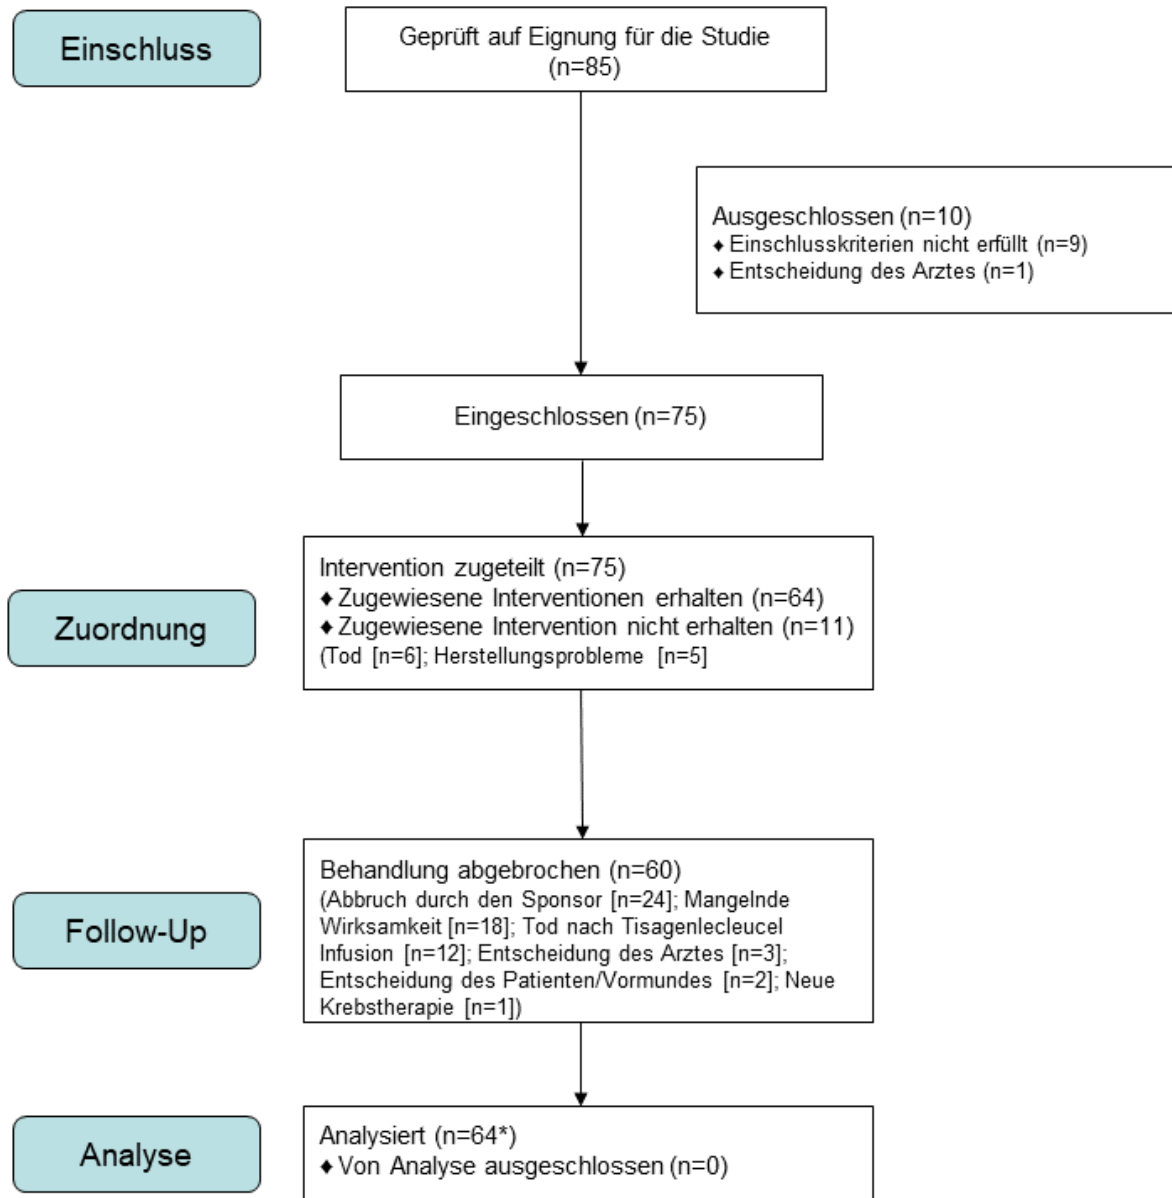 Einschluss
Geprüft auf Eignung für die Studie
(n=85)
Ausgeschlossen (n=10)
♦ Einschlusskriterien nicht erfüllt (n=9)
♦ Entscheidung des Arztes (n=1)
Eingeschlossen (n=75)
Zuordnung
Intervention zugeteilt (n=75)
♦ Zugewiesene Interventionen erhalten (n=64)
♦ Zugewiesene Intervention nicht erhalten (n=11)
(Tod [n=6]; Herstellungsprobleme [n=5]
Follow-Up
Behandlung abgebrochen (n=60)
(Abbruch durch den Sponsor [n=24]; Mangelnde
Wirksamkeit [n=18]; Tod nach Tisagenlecleucel
Infusion [n=12]; Entscheidung des Arztes [n=3];
Entscheidung des Patienten/Vormundes [n=2]; Neue
Krebstherapie [n=1])
Analyse
Analysiert (n=64*)
♦ Von Analyse ausgeschlossen (n=0)